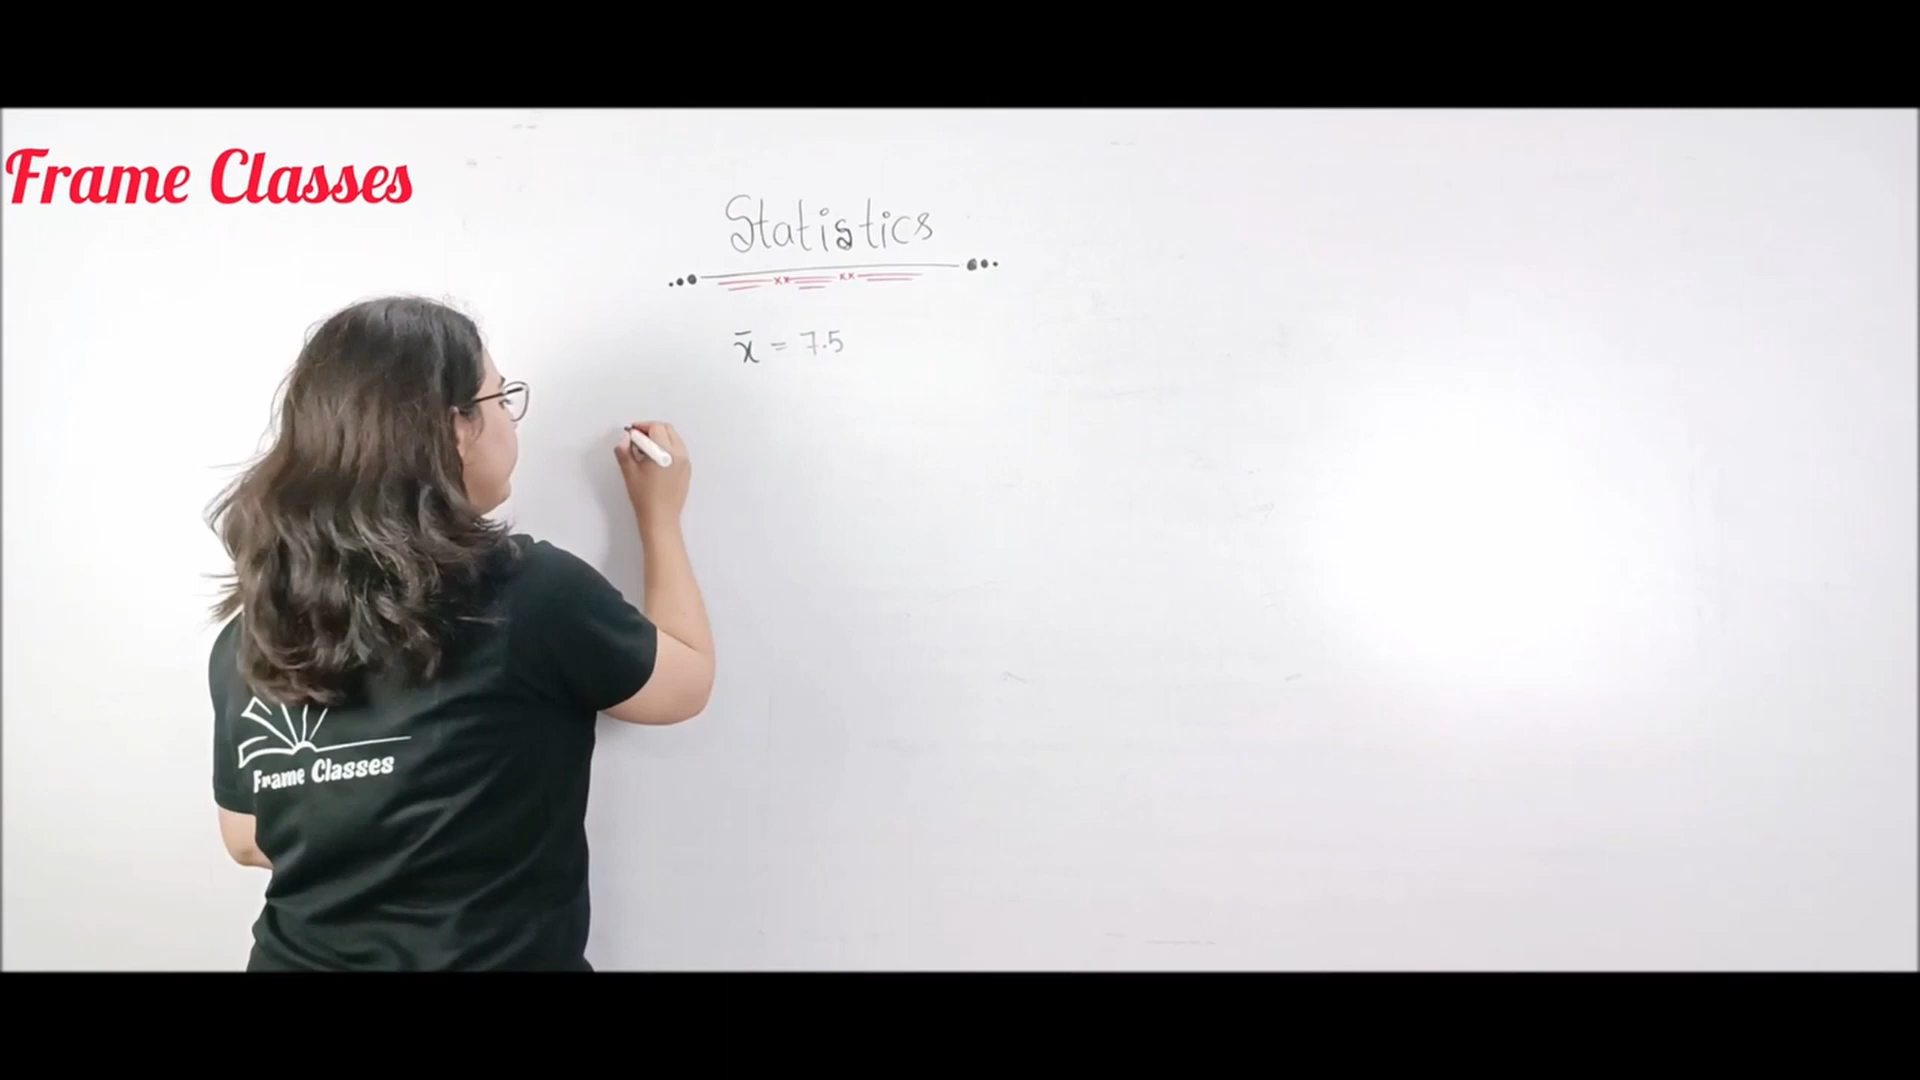 Frame Classes
Statistics
x̄ = 7.5
Frame Classes